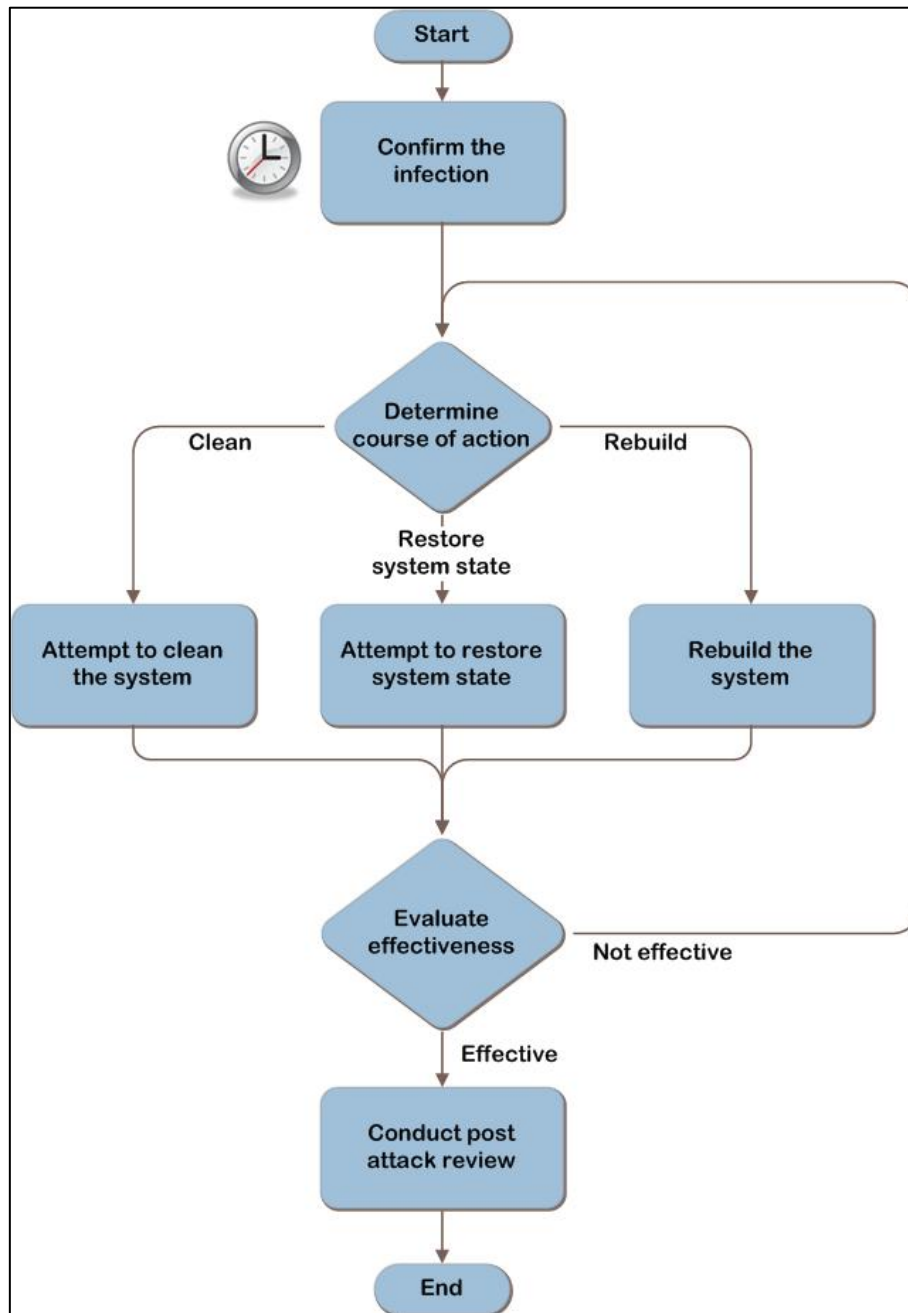 Start
Confirm the
infection
Determine
course of action
Clean
Rebuild
Restore
system state
Attempt to clean
the system
Attempt to restore
system state
Rebuild the
system
Evaluate
effectiveness
Not effective
Effective
Conduct post
attack review
End